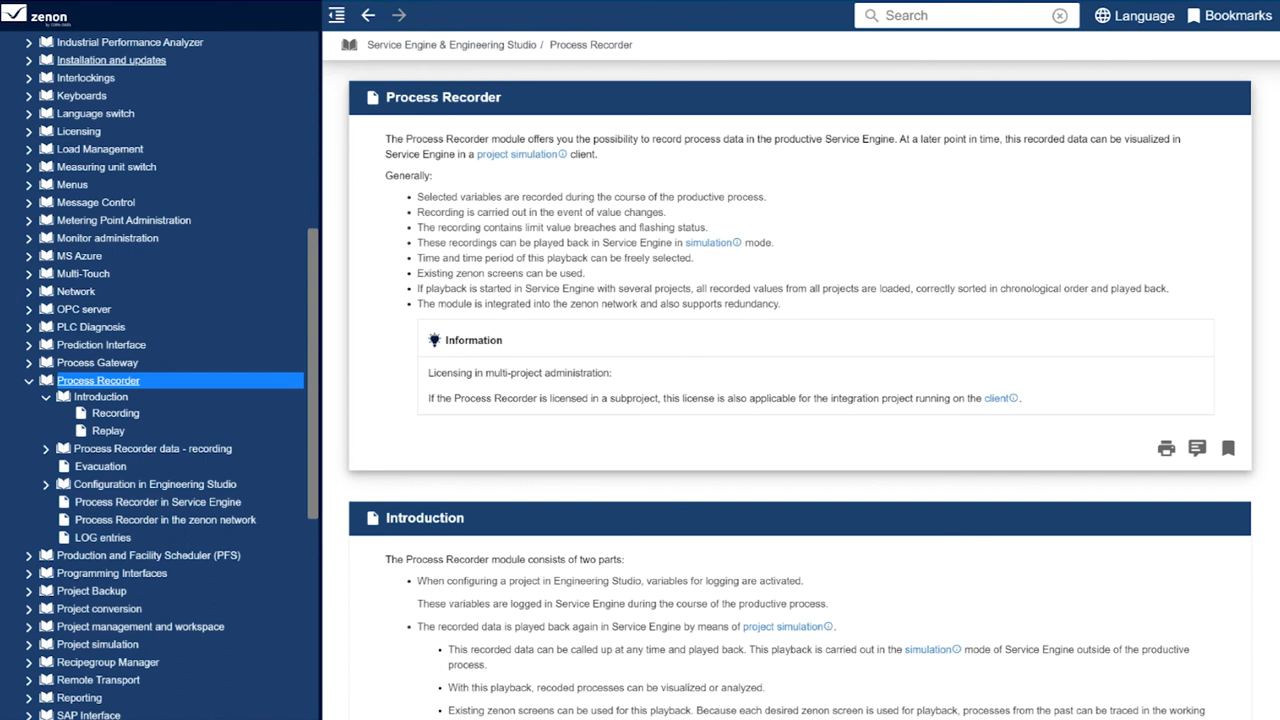 zenon
by COPA-DATA
Search
Language
Bookmarks
Industrial Performance Analyzer
Installation and updates
Interlockings
Keyboards
Language switch
Licensing
Load Management
Measuring unit switch
Menus
Message Control
Metering Point Administration
Monitor administration
MS Azure
Multi-Touch
Network
OPC server
PLC Diagnosis
Prediction Interface
Process Gateway
Process Recorder
Introduction
Recording
Replay
Process Recorder data - recording
Evacuation
Configuration in Engineering Studio
Process Recorder in Service Engine
Process Recorder in the zenon network
LOG entries
Production and Facility Scheduler (PFS)
Programming Interfaces
Project Backup
Project conversion
Project management and workspace
Project simulation
Recipegroup Manager
Remote Transport
Reporting
SAP Interface
Service Engine & Engineering Studio / Process Recorder
Process Recorder
The Process Recorder module offers you the possibility to record process data in the productive Service Engine. At a later point in time, this recorded data can be visualized in
Service Engine in a project simulation client.
Generally:
• Selected variables are recorded during the course of the productive process.
• Recording is carried out in the event of value changes.
• The recording contains limit value breaches and flashing status.
• These recordings can be played back in Service Engine in simulation mode.
• Time and time period of this playback can be freely selected.
• Existing zenon screens can be used.
• If playback is started in Service Engine with several projects, all recorded values from all projects are loaded, correctly sorted in chronological order and played back.
• The module is integrated into the zenon network and also supports redundancy.
Information
Licensing in multi-project administration:
If the Process Recorder is licensed in a subproject, this license is also applicable for the integration project running on the client.
Introduction
The Process Recorder module consists of two parts:
• When configuring a project in Engineering Studio, variables for logging are activated.
These variables are logged in Service Engine during the course of the productive process.
• The recorded data is played back again in Service Engine by means of project simulation.
• This recorded data can be called up at any time and played back. This playback is carried out in the simulation mode of Service Engine outside of the productive
process.
• With this playback, recoded processes can be visualized or analyzed.
• Existing zenon screens can be used for this playback. Because each desired zenon screen is used for playback, processes from the past can be traced in the working